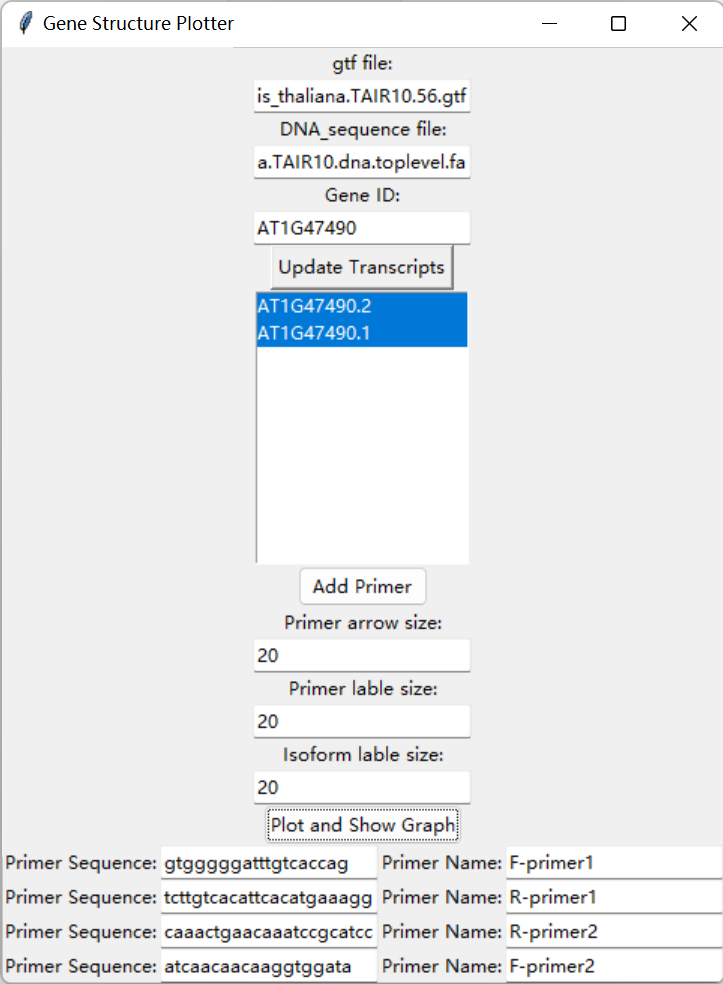 Gene Structure Plotter
gtf file:
is_thaliana.TAIR10.56.gtf
DNA_sequence file:
a.TAIR10.dna.toplevel.fa
Gene ID:
AT1G47490
Update Transcripts
AT1G47490.2
AT1G47490.1
Add Primer
Primer arrow size:
20
Primer lable size:
20
Isoform lable size:
20
Plot and Show Graph
Primer Sequence: gtgggggatttgtcaccag Primer Name: F-primer1
Primer Sequence: tcttgtcacattcacatgaaagg Primer Name: R-primer1
Primer Sequence: caaactgaacaaatccgcatcc Primer Name: R-primer2
Primer Sequence: atcaacaacaaggtggata Primer Name: F-primer2